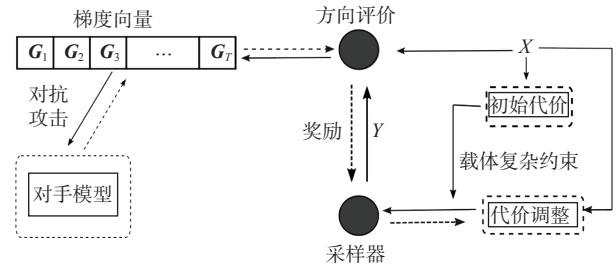 梯度向量
方向评价
G1 G2 G3 … GT
X
对抗
攻击
初始代价
奖励
Y
载体复杂约束
对手模型
代价调整
采样器